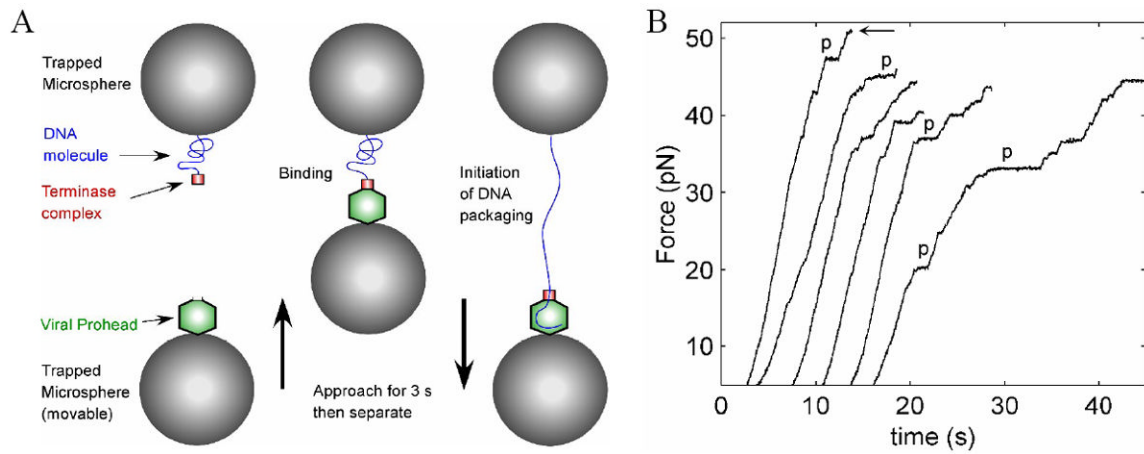 A
Trapped
Microsphere
DNA
molecule
Terminase
complex
Viral Prohead
Trapped
Microsphere
(movable)
Binding
Approach for 3 s
then separate
Initiation
of DNA
packaging
B
Force (pN)
50
40
30
20
10
p
p
p
p
p
0
10
20
30
40
time (s)